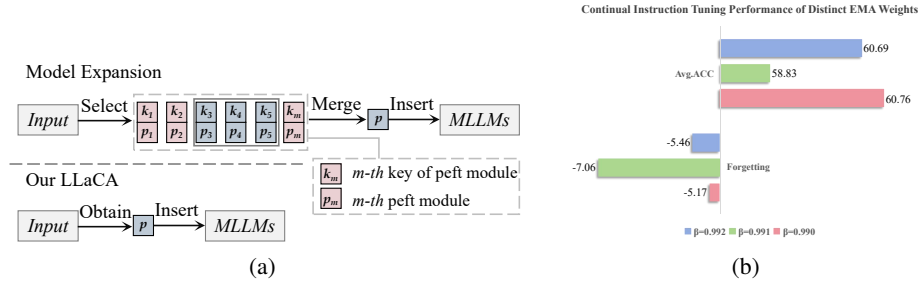 Continual Instruction Tuning Performance of Distinct EMA Weights
Model Expansion
Input
Select
k1 k2 k3 k4 k5 km
p1 p2 p3 p4 p5 pm
Merge
p
Insert
MLLMs
km m-th key of peft module
pm m-th peft module
Our LLaCA
Input
Obtain
p
Insert
MLLMs
(a)
60.69
Avg.ACC
58.83
60.76
-5.46
-7.06
Forgetting
-5.17
β=0.992 β=0.991 β=0.990
(b)